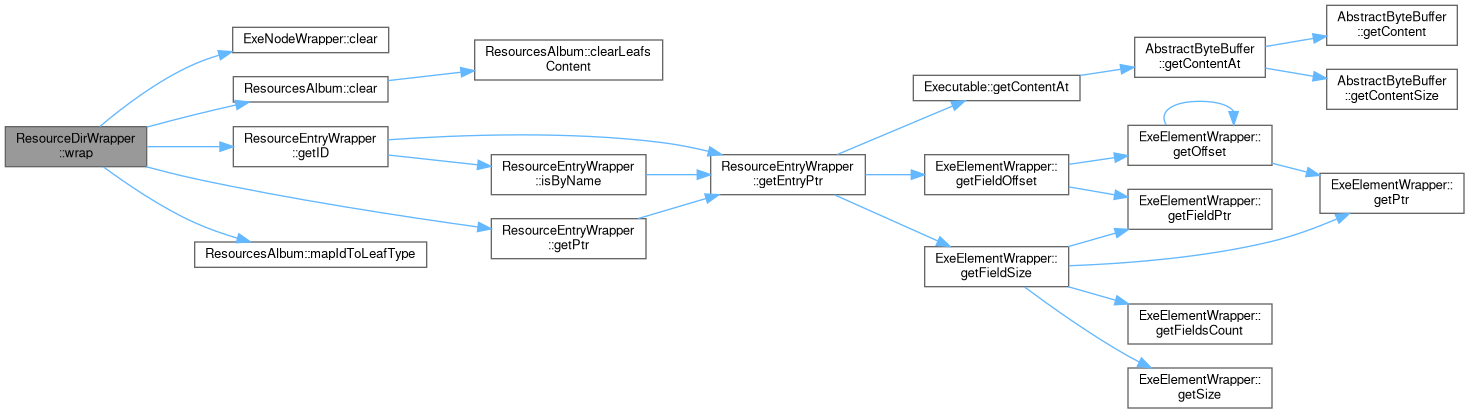 ResourceDirWrapper
::wrap
ExeNodeWrapper::clear
ResourcesAlbum::clear
ResourcesAlbum::clearLeafs
Content
ResourceEntryWrapper
::getID
ResourceEntryWrapper
::isByName
ResourceEntryWrapper
::getPtr
ResourcesAlbum::mapIdToLeafType
ResourceEntryWrapper
::getEntryPtr
Executable::getContentAt
AbstractByteBuffer
::getContentAt
AbstractByteBuffer
::getContent
AbstractByteBuffer
::getContentSize
ExeElementWrapper::
getFieldOffset
ExeElementWrapper::
getOffset
ExeElementWrapper::
getFieldPtr
ExeElementWrapper::
getPtr
ExeElementWrapper::
getFieldSize
ExeElementWrapper::
getFieldsCount
ExeElementWrapper::
getSize